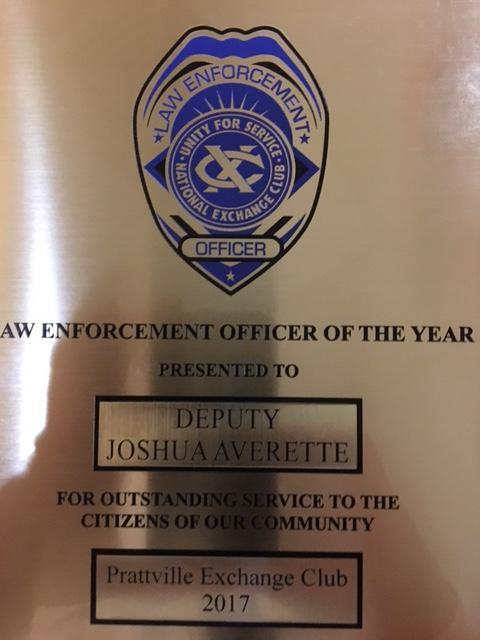 LAW ENFORCEMENT
UNITY FOR SERVICE
NATIONAL EXCHANGE CLUB
OFFICER
AW ENFORCEMENT OFFICER OF THE YEAR
PRESENTED TO
DEPUTY
JOSHUA AVERETTE
FOR OUTSTANDING SERVICE TO THE
CITIZENS OF OUR COMMUNITY
Prattville Exchange Club
2017